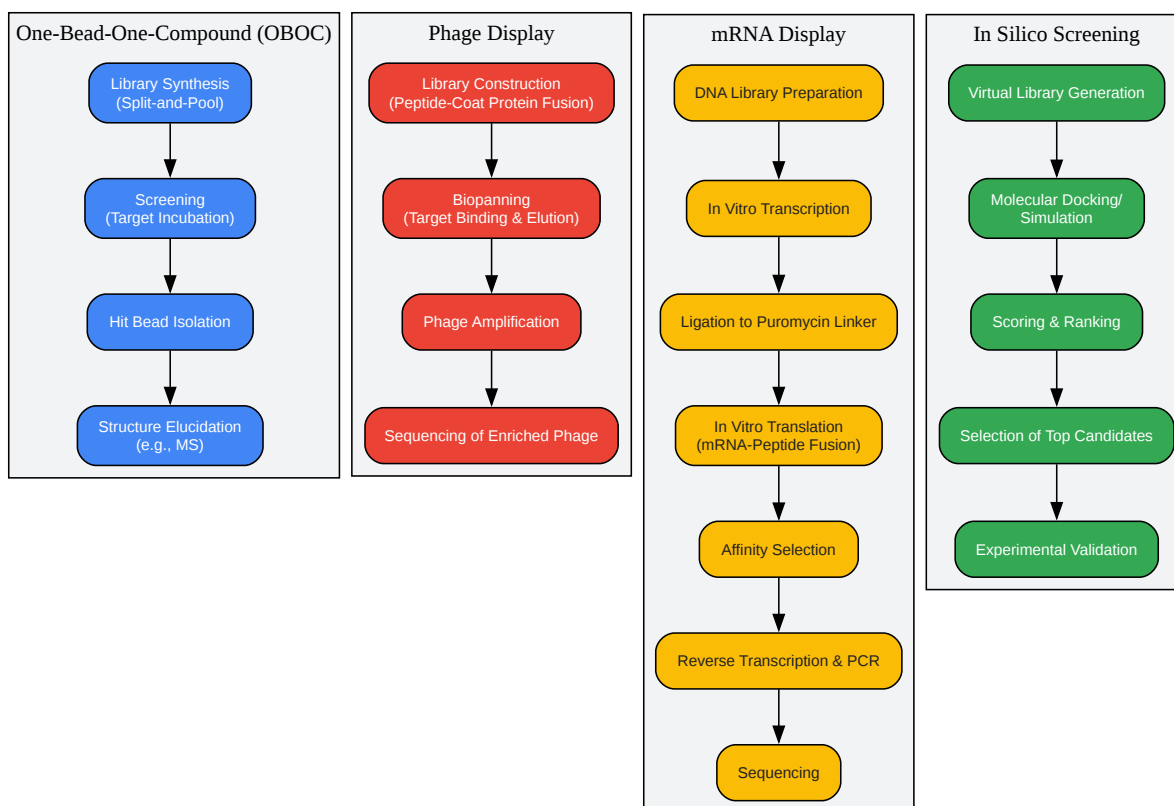 One-Bead-One-Compound (OBOC)
Library Synthesis
(Split-and-Pool)
Screening
(Target Incubation)
Hit Bead Isolation
Structure Elucidation
(e.g., MS)
Phage Display
Library Construction
(Peptide-Coat Protein Fusion)
Biopanning
(Target Binding & Elution)
Phage Amplification
Sequencing of Enriched Phage
mRNA Display
DNA Library Preparation
In Vitro Transcription
Ligation to Puromycin Linker
In Vitro Translation
(mRNA-Peptide Fusion)
Affinity Selection
Reverse Transcription & PCR
Sequencing
In Silico Screening
Virtual Library Generation
Molecular Docking/
Simulation
Scoring & Ranking
Selection of Top Candidates
Experimental Validation